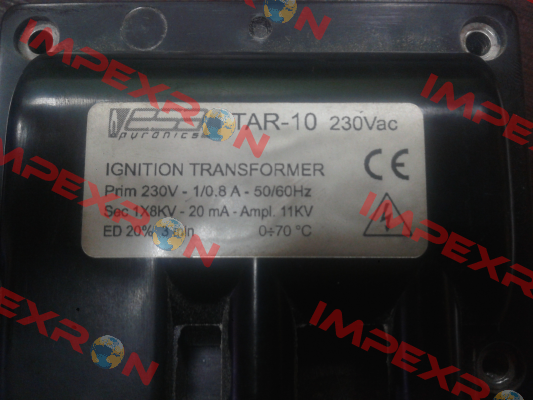 ESA TAR-10 230Vac
pyronics
IGNITION TRANSFORMER
Prim 230V - 1/0.8 A - 50/60Hz
Sec 1X8KV - 20 mA - Ampl. 11KV
ED 20% 3 min 0÷70 °C
CE
IMPEXRON
IMPEXRON
IMPEXRON
IMPEXRON